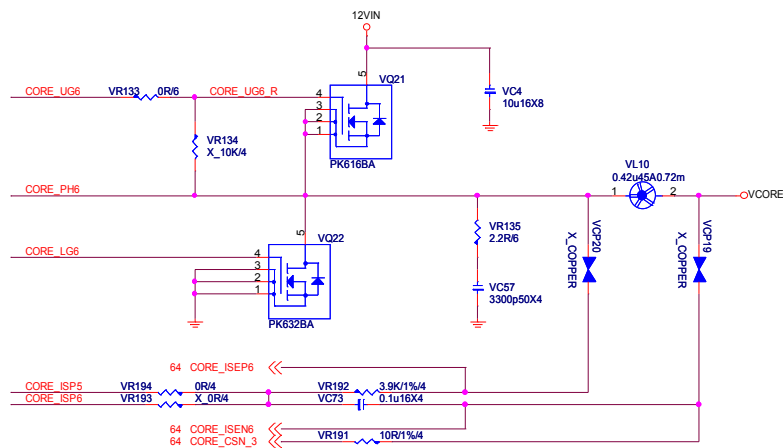 12VIN
CORE_UG6 VR133 0R/6 CORE_UG6_R
5 VQ21
4
3
2
1
PK616BA
VC4
10u16X8
VR134
X_10K/4
CORE_PH6
VL10
0.42u45A0.72m
1 2 VCORE
VR135
2.2R/6
VCP20
X_COPPER
VCP19
X_COPPER
CORE_LG6
5 VQ22
4
3
2
1
PK632BA
VC57
3300p50X4
64 CORE_ISEP6
CORE_ISP5 VR194 0R/4 VR192 3.9K/1%/4
CORE_ISP6 VR193 X_0R/4 VC73 0.1u16X4
64 CORE_ISEN6
64 CORE_CSN_3 VR191 10R/1%/4